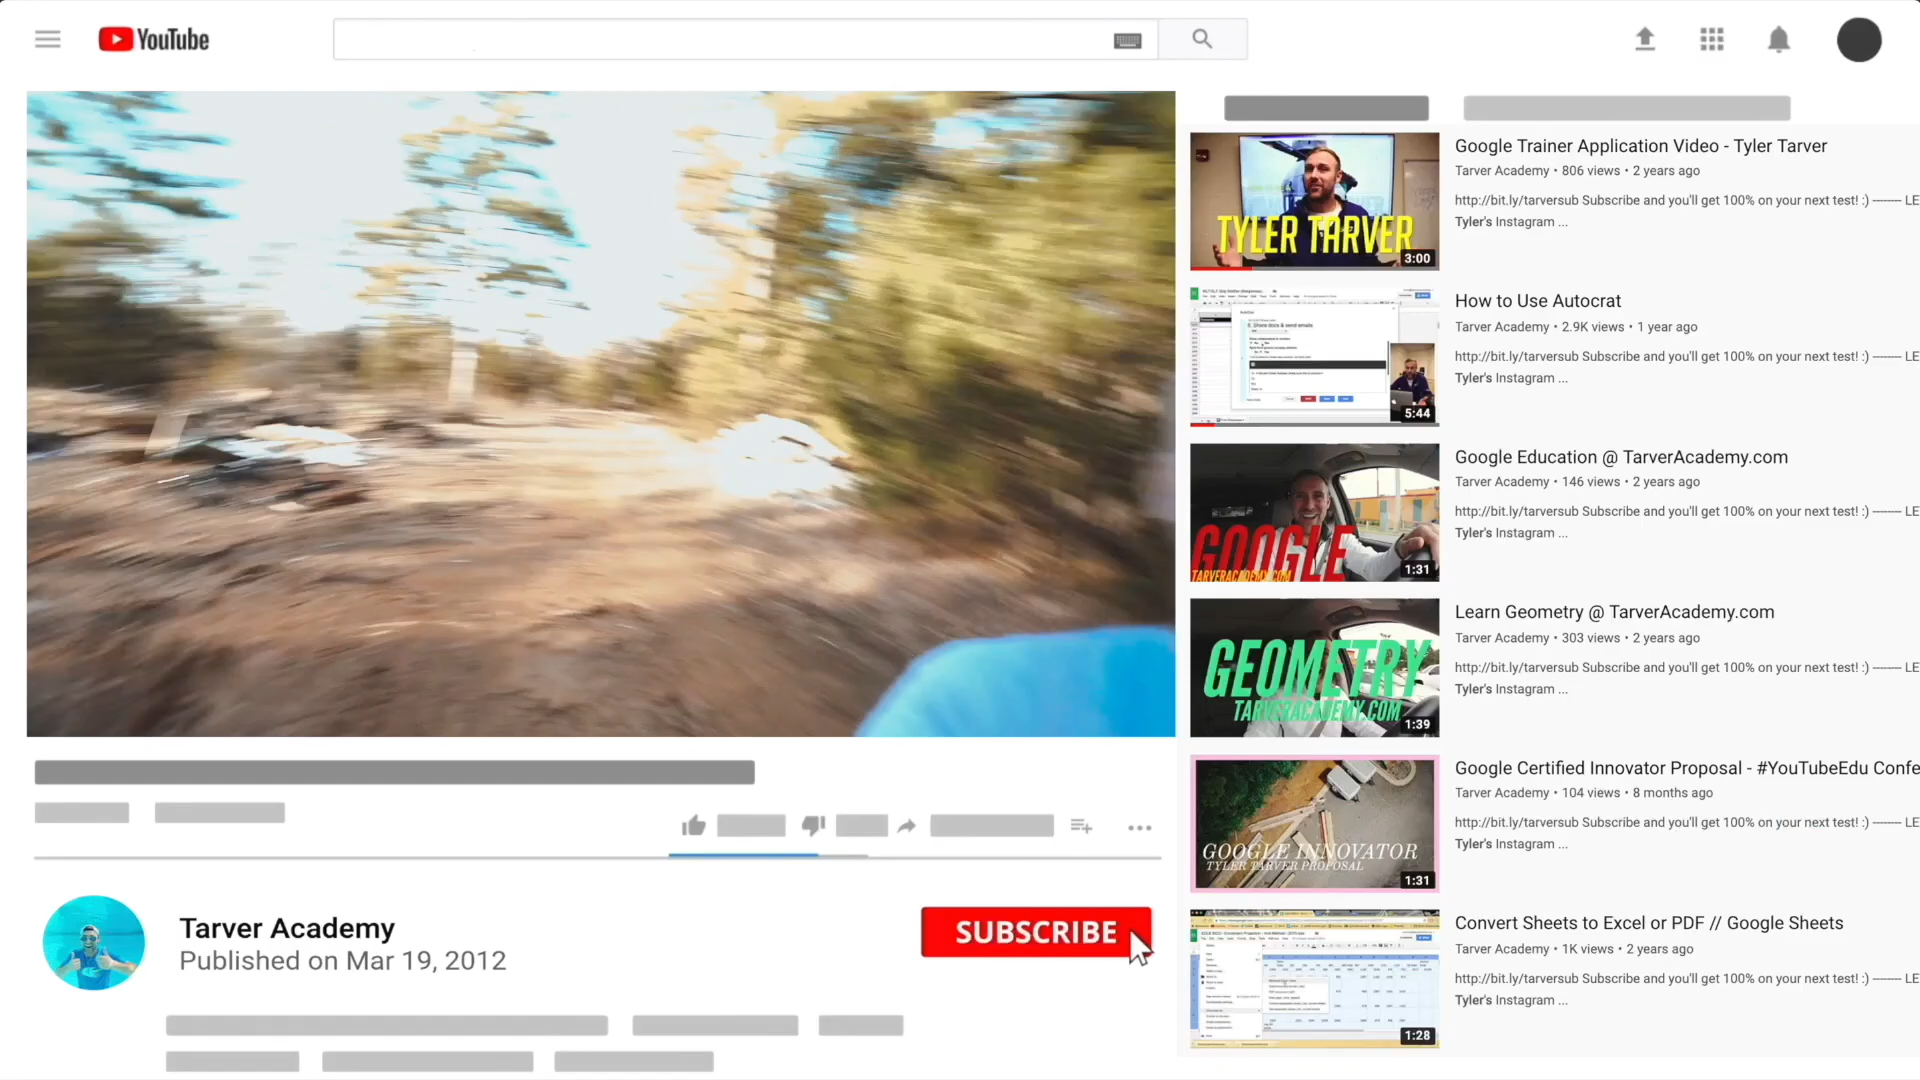 YouTube
Google Trainer Application Video - Tyler Tarver
Tarver Academy • 806 views • 2 years ago
http://bit.ly/tarversub Subscribe and you'll get 100% on your next test! :) -------- LE
Tyler's Instagram ...
TYLER TARVER
3:00
How to Use Autocrat
Tarver Academy • 2.9K views • 1 year ago
http://bit.ly/tarversub Subscribe and you'll get 100% on your next test! :) -------- LE
Tyler's Instagram ...
5:44
Google Education @ TarverAcademy.com
Tarver Academy • 146 views • 2 years ago
http://bit.ly/tarversub Subscribe and you'll get 100% on your next test! :) -------- LE
Tyler's Instagram ...
GOOGLE
TARVERACADEMY.COM
1:31
Learn Geometry @ TarverAcademy.com
Tarver Academy • 303 views • 2 years ago
http://bit.ly/tarversub Subscribe and you'll get 100% on your next test! :) -------- LE
Tyler's Instagram ...
GEOMETRY
TARVERACADEMY.COM
1:39
Google Certified Innovator Proposal - #YouTubeEdu Confe
Tarver Academy • 104 views • 8 months ago
http://bit.ly/tarversub Subscribe and you'll get 100% on your next test! :) -------- LE
Tyler's Instagram ...
GOOGLE INNOVATOR
TYLER TARVER PROPOSAL
1:31
Convert Sheets to Excel or PDF // Google Sheets
Tarver Academy • 1K views • 2 years ago
http://bit.ly/tarversub Subscribe and you'll get 100% on your next test! :) -------- LE
Tyler's Instagram ...
1:28
Tarver Academy
Published on Mar 19, 2012
SUBSCRIBE